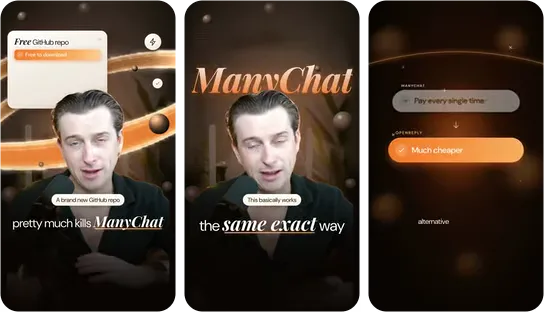 Free GitHub repo
Free to download
A brand new GitHub repo
pretty much kills ManyChat
ManyChat
This basically works
the same exact way
MANYCHAT
Pay every single time
OPENREPLY
Much cheaper
alternative